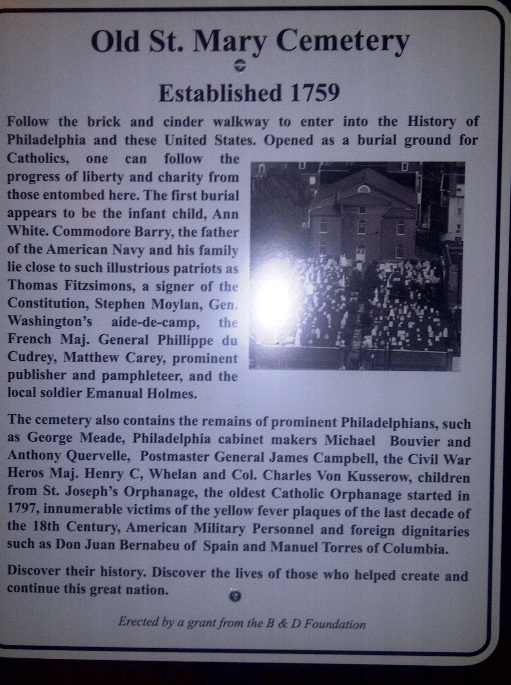 Old St. Mary Cemetery
Established 1759
Follow the brick and cinder walkway to enter into the History of
Philadelphia and these United States. Opened as a burial ground for
Catholics, one can follow the
progress of liberty and charity from
those entombed here. The first burial
appears to be the infant child, Ann
White. Commodore Barry, the father
of the American Navy and his family
lie close to such illustrious patriots as
Thomas Fitzsimons, a signer of the
Constitution, Stephen Moylan, Gen.
Washington's aide-de-camp, the
French Maj. General Phillippe du
Cudrey, Matthew Carey, prominent
publisher and pamphleteer, and the
local soldier Emanual Holmes.
The cemetery also contains the remains of prominent Philadelphians, such
as George Meade, Philadelphia cabinet makers Michael Bouvier and
Anthony Quervelle, Postmaster General James Campbell, the Civil War
Heros Maj. Henry C, Whelan and Col. Charles Von Kusserow, children
from St. Joseph's Orphanage, the oldest Catholic Orphanage started in
1797, innumerable victims of the yellow fever plaques of the last decade of
the 18th Century, American Military Personnel and foreign dignitaries
such as Don Juan Bernabeu of Spain and Manuel Torres of Columbia.
Discover their history. Discover the lives of those who helped create and
continue this great nation.
Erected by a grant from the B & D Foundation